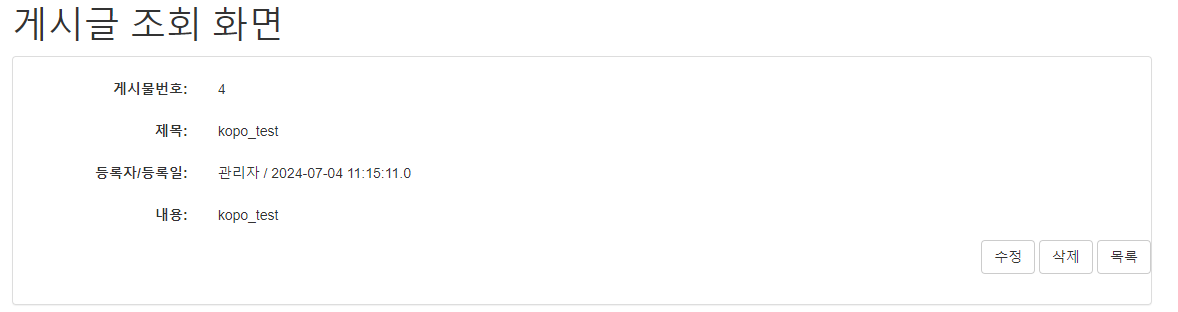 게시글 조회 화면
게시물번호: 4
제목: kopo_test
등록자/등록일: 관리자 / 2024-07-04 11:15:11.0
내용: kopo_test
수정 삭제 목록